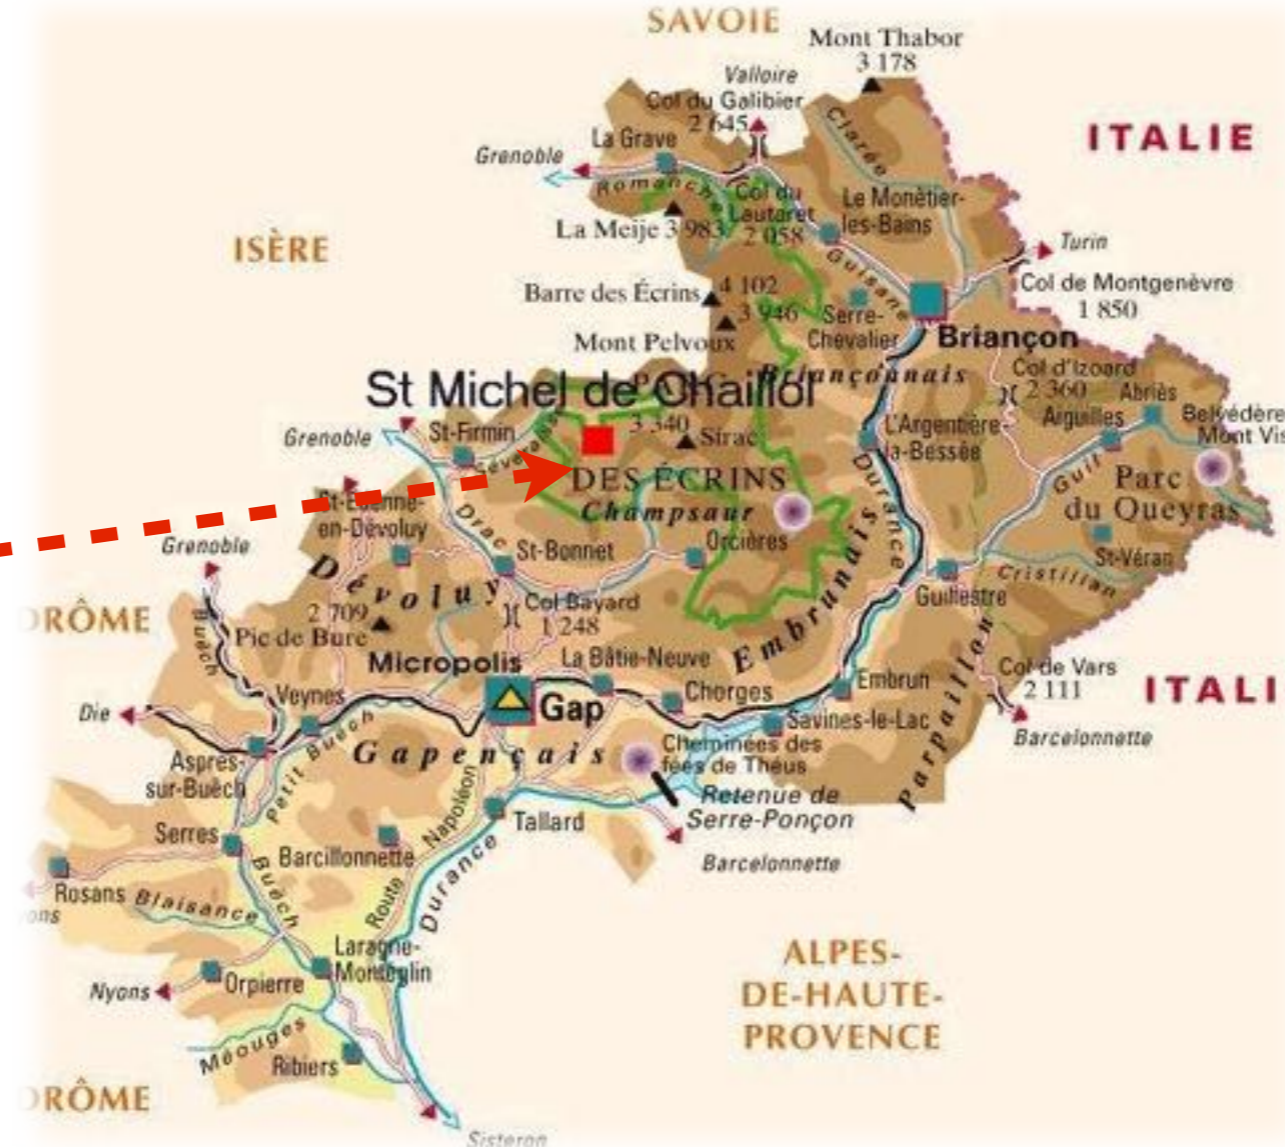 SAVOIE
Mont Thabor
3 178
Valloire
Col du Galibier
2 645
Clarée
ITALIE
La Grave
Grenoble
Romanche
Col du
Lautaret
2 058
Le Monêtier-
les-Bains
La Meije 3 983
ISÈRE
Turin
Guisane
Col de Montgenèvre
1 850
Barre des Écrins
4 102
3 946
Mont Pelvoux
Serre-
Chevalier
Briançon
Briançonnais
Col d'Izoard
2 360
St Michel de Chaillol
Abriès
Aiguilles
Belvédère
Mont Vis
Grenoble
St-Firmin
3 340
Sirac
L'Argentière-
la-Bessée
Guil
Parc
du Queyras
DES ÉCRINS
Champsaur
Durance
St-Étienne-
en-Dévoluy
Drac
Grenoble
St-Bonnet
Orcières
St-Véran
Cristillan
Dévoluy
Embrunais
Guillestre
DRÔME
Buëch
2 709
Pic de Bure
Col Bayard
1 248
Micropolis
La Bâtie-Neuve
Parpaillon
Col de Vars
2 111
ITALI
Veynes
Gap
Chorges
Embrun
Die
Savines-le-Lac
Barcelonnette
Petit Buëch
Gapençais
Cheminées des
fées de Théus
Aspres-
sur-Buëch
Retenue de
Serre-Ponçon
Napoléon
Route
Tallard
Serres
Barcillonnette
Barcelonnette
Durance
Rosans
Blaisance
Buëch
yons
Laragne-
Montéglin
ALPES-
DE-HAUTE-
PROVENCE
Nyons
Orpierre
Méouges
Ribiers
DRÔME
Sisteron